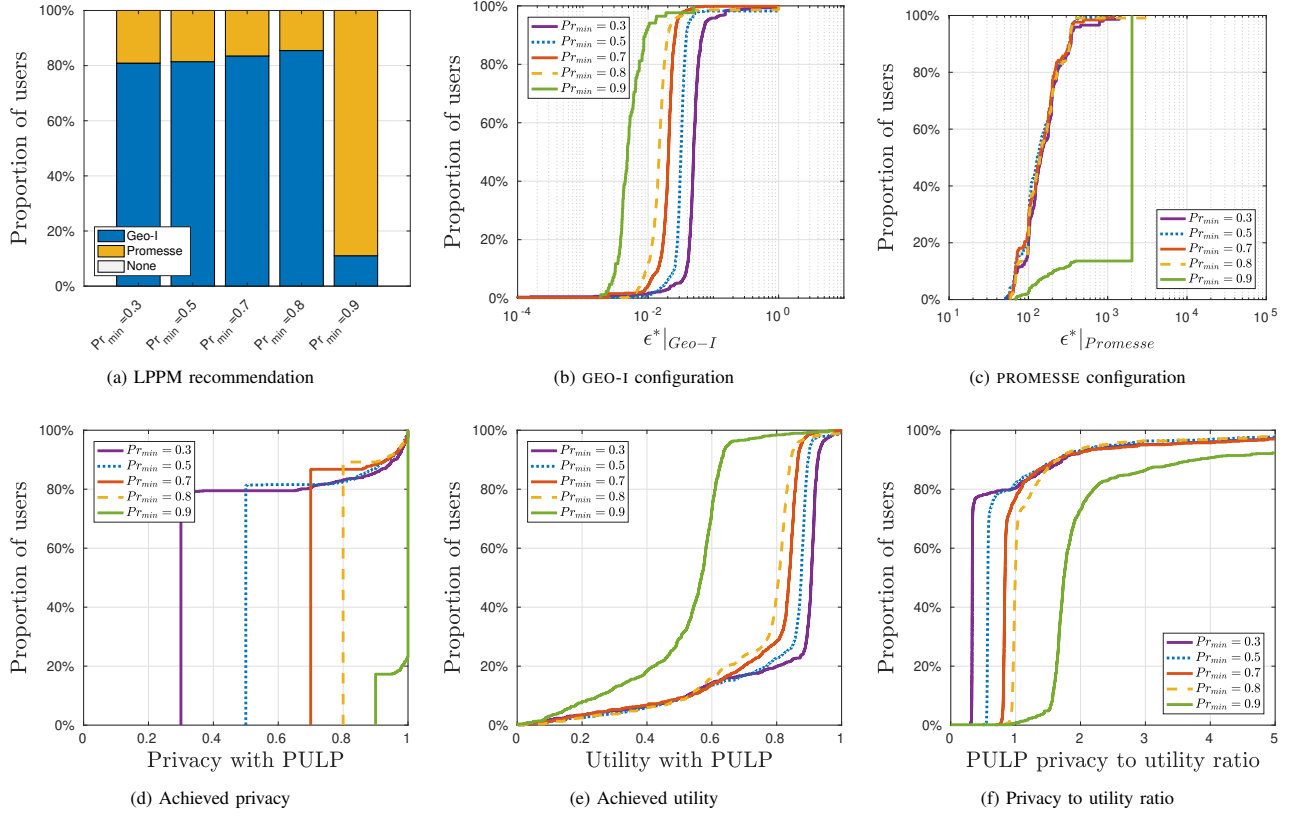 100%
80%
60%
40%
20%
0%
Proportion of users
Geo-I
Promesse
None
Pr min =0.3
Pr min =0.5
Pr min =0.7
Pr min =0.8
Pr min =0.9
(a) LPPM recommendation
100%
80%
60%
40%
20%
0%
Proportion of users
Pr_min = 0.3
Pr_min = 0.5
Pr_min = 0.7
Pr_min = 0.8
Pr_min = 0.9
10^-4 10^-2 10^0
ϵ*|Geo−I
(b) GEO-I configuration
100%
80%
60%
40%
20%
0%
Proportion of users
Pr_min = 0.3
Pr_min = 0.5
Pr_min = 0.7
Pr_min = 0.8
Pr_min = 0.9
10^1 10^2 10^3 10^4 10^5
ϵ*|Promesse
(c) PROMESSE configuration
100%
80%
60%
40%
20%
0%
Proportion of users
Pr_min = 0.3
Pr_min = 0.5
Pr_min = 0.7
Pr_min = 0.8
Pr_min = 0.9
0 0.2 0.4 0.6 0.8 1
Privacy with PULP
(d) Achieved privacy
100%
80%
60%
40%
20%
0%
Proportion of users
Pr_min = 0.3
Pr_min = 0.5
Pr_min = 0.7
Pr_min = 0.8
Pr_min = 0.9
0 0.2 0.4 0.6 0.8 1
Utility with PULP
(e) Achieved utility
100%
80%
60%
40%
20%
0%
Proportion of users
Pr_min = 0.3
Pr_min = 0.5
Pr_min = 0.7
Pr_min = 0.8
Pr_min = 0.9
0 1 2 3 4 5
PULP privacy to utility ratio
(f) Privacy to utility ratio